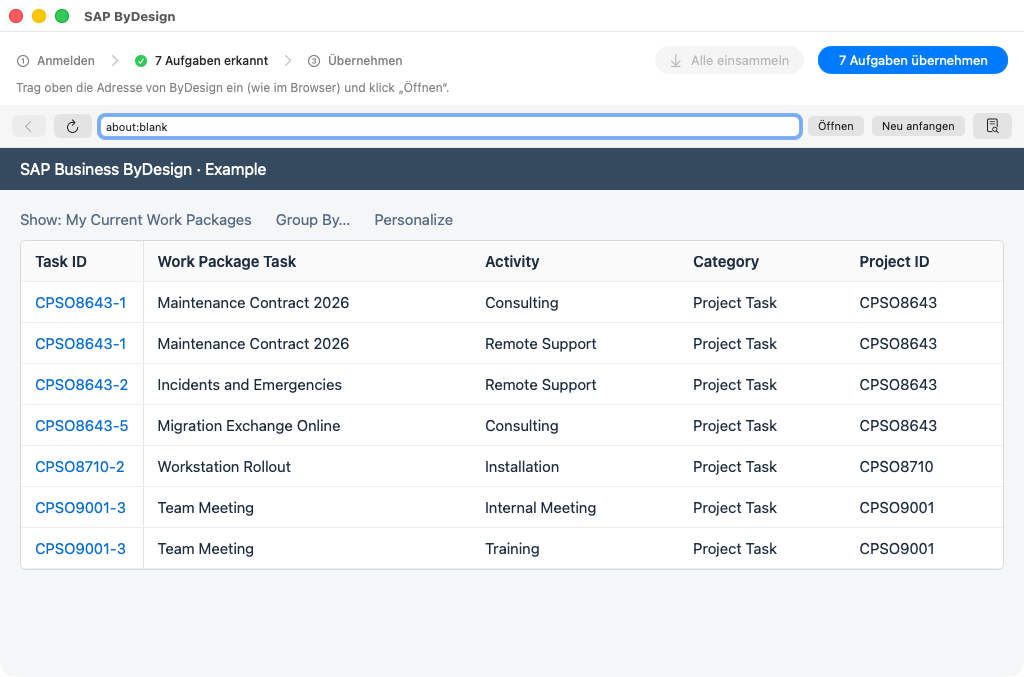 SAP ByDesign
1 Anmelden 7 Aufgaben erkannt 3 Übernehmen Alle einsammeln 7 Aufgaben übernehmen
Trag oben die Adresse von ByDesign ein (wie im Browser) und klick „Öffnen“.
about:blank Öffnen Neu anfangen
SAP Business ByDesign · Example
Show: My Current Work Packages Group By... Personalize
Task ID Work Package Task Activity Category Project ID
CPSO8643-1 Maintenance Contract 2026 Consulting Project Task CPSO8643
CPSO8643-1 Maintenance Contract 2026 Remote Support Project Task CPSO8643
CPSO8643-2 Incidents and Emergencies Remote Support Project Task CPSO8643
CPSO8643-5 Migration Exchange Online Consulting Project Task CPSO8643
CPSO8710-2 Workstation Rollout Installation Project Task CPSO8710
CPSO9001-3 Team Meeting Internal Meeting Project Task CPSO9001
CPSO9001-3 Team Meeting Training Project Task CPSO9001